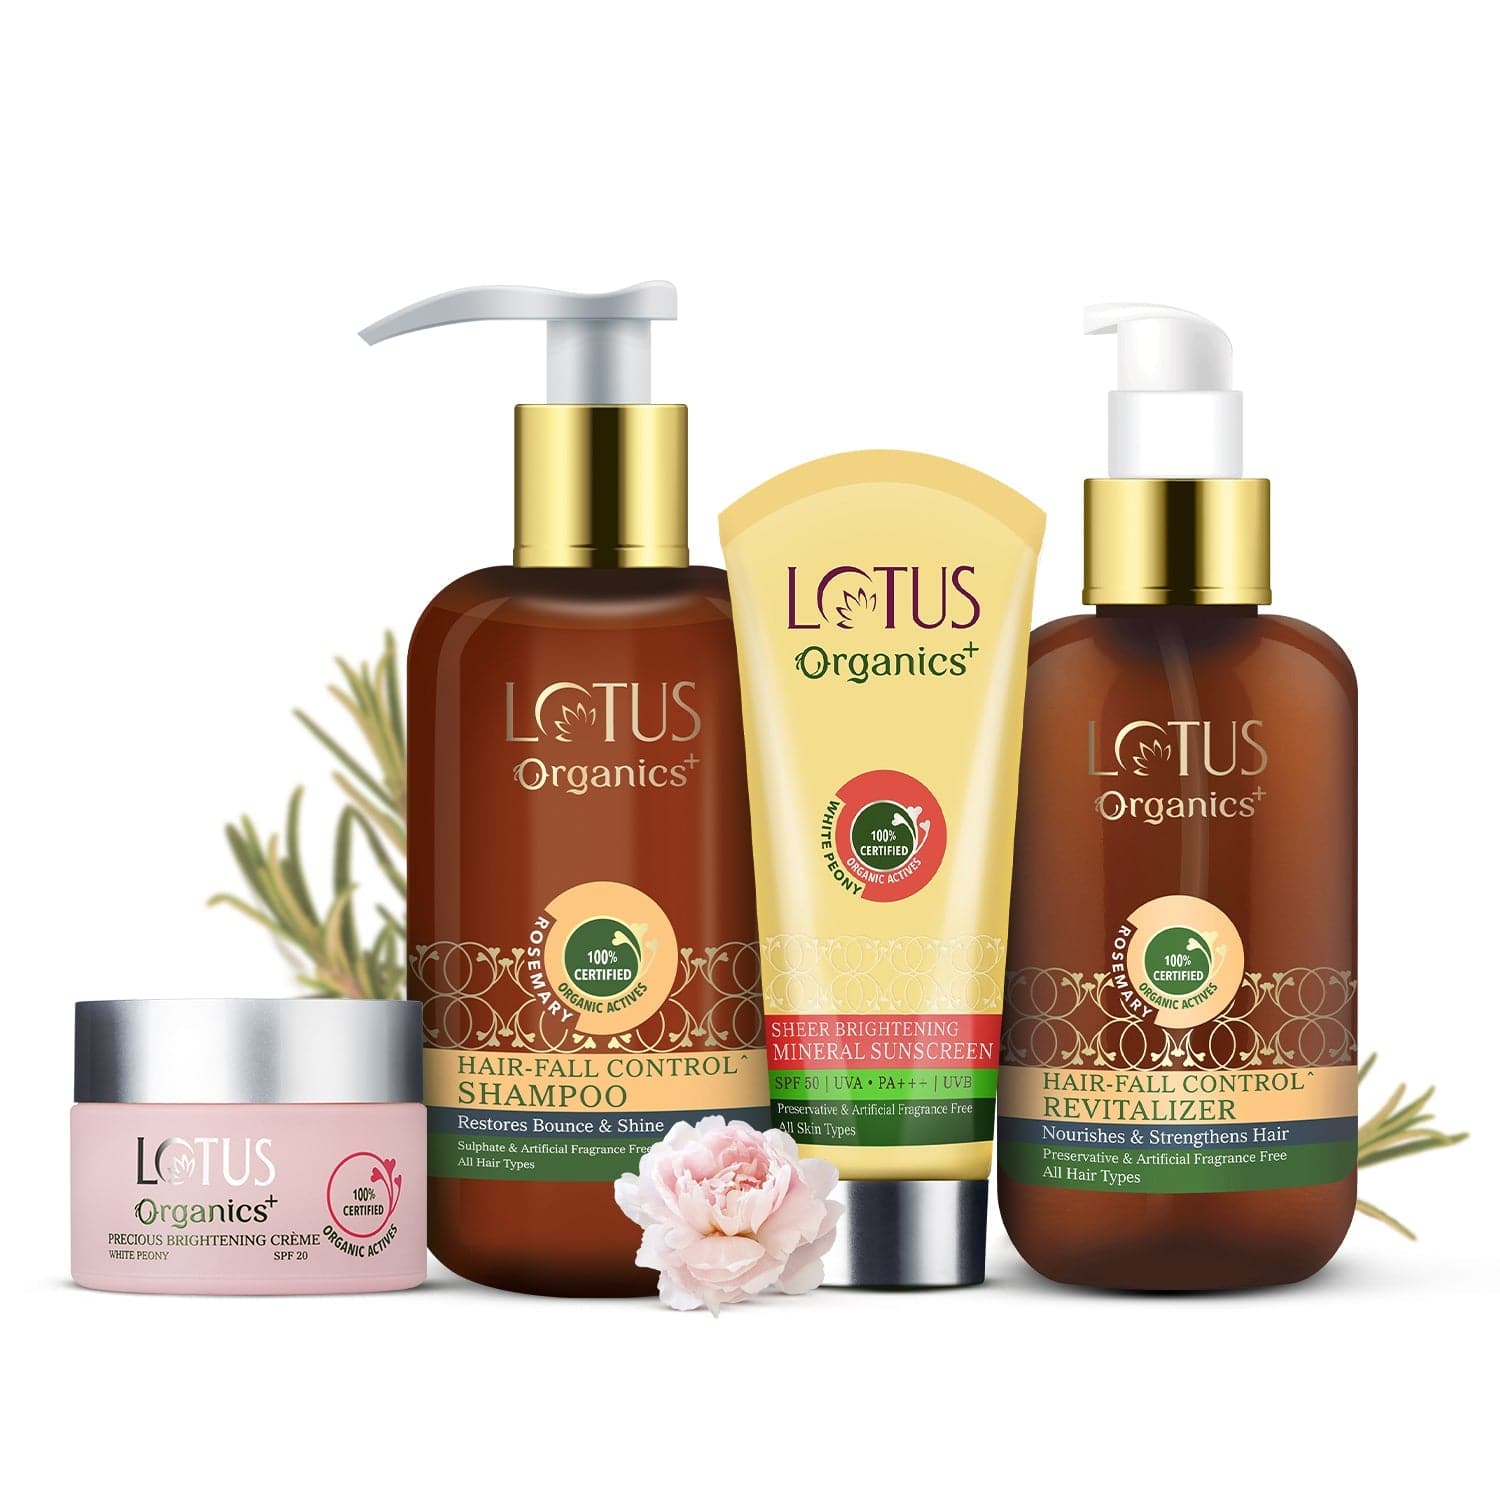 LOTUS
Organics+
100%
CERTIFIED
ORGANIC ACTIVES
PRECIOUS BRIGHTENING CRÈME
WHITE PEONY SPF 20
LOTUS
Organics+
ROSEMARY
100%
CERTIFIED
ORGANIC ACTIVES
HAIR-FALL CONTROL^
SHAMPOO
Restores Bounce & Shine
Sulphate & Artificial Fragrance Free
All Hair Types
LOTUS
Organics+
WHITE PEONY
100%
CERTIFIED
ORGANIC ACTIVES
SHEER BRIGHTENING
MINERAL SUNSCREEN
SPF 50 | UVA • PA+++ | UVB
Preservative & Artificial Fragrance Free
All Skin Types
LOTUS
Organics+
ROSEMARY
100%
CERTIFIED
ORGANIC ACTIVES
HAIR-FALL CONTROL^
REVITALIZER
Nourishes & Strengthens Hair
Preservative & Artificial Fragrance Free
All Hair Types